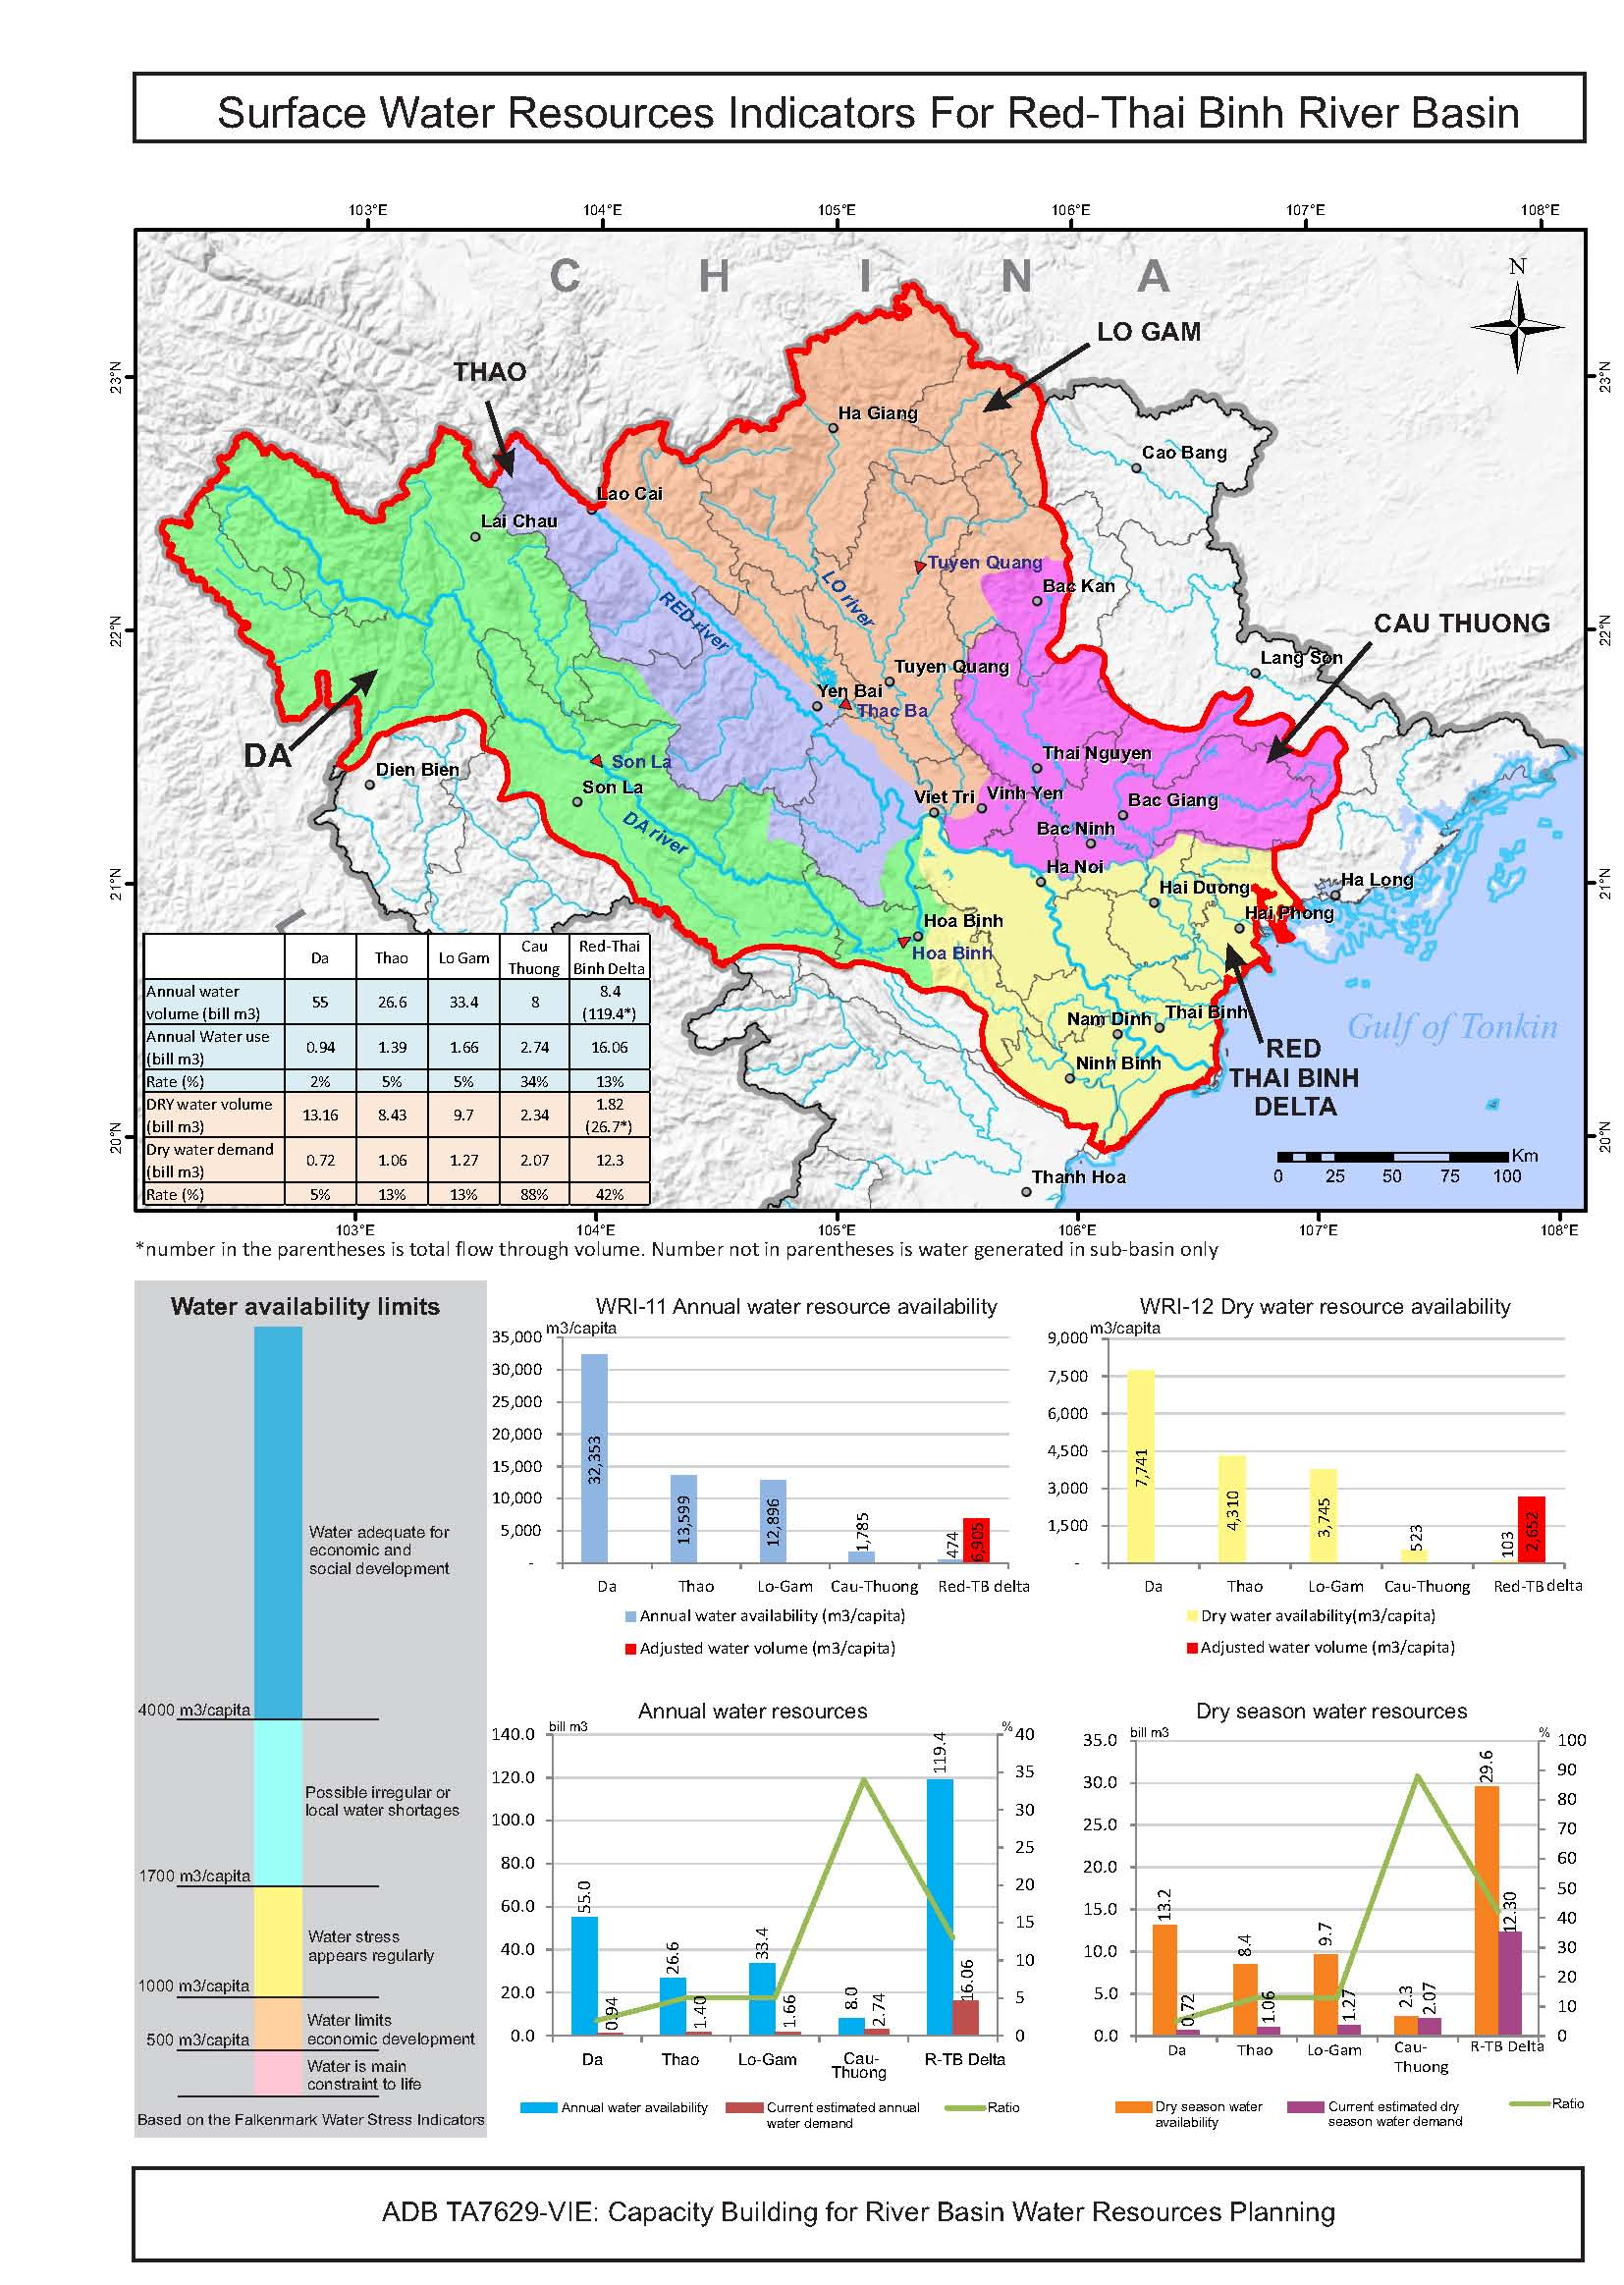 Surface Water Resources Indicators For Red-Thai Binh River Basin
103°E 104°E 105°E 106°E 107°E 108°E
C H I N A
N
LO GAM
THAO
23°N
23°N
Ha Giang
Cao Bang
Lao Cai
Lai Chau
Tuyen Quang
Bac Kan
LO river
RED river
CAU THUONG
22°N
22°N
Lang Son
Tuyen Quang
Yen Bai
Thac Ba
DA
Thai Nguyen
Dien Bien
Son La
Son La
Viet Tri
Vinh Yen
Bac Giang
DA river
Bac Ninh
Ha Noi
21°N
21°N
Hai Duong
Ha Long
Hai Phong
Hoa Binh
Hoa Binh
Nam Dinh
Thai Binh
Gulf of Tonkin
Ninh Binh
RED
THAI BINH
DELTA
20°N
20°N
Thanh Hoa
Km
0 25 50 75 100
Da Thao Lo Gam Cau Thuong Red-Thai Binh Delta
Annual water volume (bill m3) 55 26.6 33.4 8 8.4 (119.4*)
Annual Water use (bill m3) 0.94 1.39 1.66 2.74 16.06
Rate (%) 2% 5% 5% 34% 13%
DRY water volume (bill m3) 13.16 8.43 9.7 2.34 1.82 (26.7*)
Dry water demand (bill m3) 0.72 1.06 1.27 2.07 12.3
Rate (%) 5% 13% 13% 88% 42%
103°E 104°E 105°E 106°E 107°E 108°E
*number in the parentheses is total flow through volume. Number not in parentheses is water generated in sub-basin only
Water availability limits
Water adequate for
economic and
social development
4000 m3/capita
Possible irregular or
local water shortages
1700 m3/capita
Water stress
appears regularly
1000 m3/capita
Water limits
economic development
500 m3/capita
Water is main
constraint to life
Based on the Falkenmark Water Stress Indicators
WRI-11 Annual water resource availability
m3/capita
35,000
30,000
25,000
20,000
15,000
10,000
5,000
-
32,353 13,599 12,896 1,785 474 6,905
Da Thao Lo-Gam Cau-Thuong Red-TB delta
Annual water availability (m3/capita)
Adjusted water volume (m3/capita)
WRI-12 Dry water resource availability
m3/capita
9,000
7,500
6,000
4,500
3,000
1,500
-
7,741 4,310 3,745 523 103 2,652
Da Thao Lo-Gam Cau-Thuong Red-TB delta
Dry water availability(m3/capita)
Adjusted water volume (m3/capita)
Annual water resources
bill m3
%
140.0
120.0
100.0
80.0
60.0
40.0
20.0
0.0
40
35
30
25
20
15
10
5
0
55.0 0.94 26.6 1.40 33.4 1.66 8.0 2.74 119.4 16.06
Da Thao Lo-Gam Cau-Thuong R-TB Delta
Annual water availability
Current estimated annual
water demand
Ratio
Dry season water resources
bill m3
%
35.0
30.0
25.0
20.0
15.0
10.0
5.0
0.0
100
90
80
70
60
50
40
30
20
10
0
13.2 0.72 8.4 1.06 9.7 1.27 2.3 2.07 29.6 12.30
Da Thao Lo-Gam Cau-Thuong R-TB Delta
Dry season water
availability
Current estimated dry
season water demand
Ratio
ADB TA7629-VIE: Capacity Building for River Basin Water Resources Planning